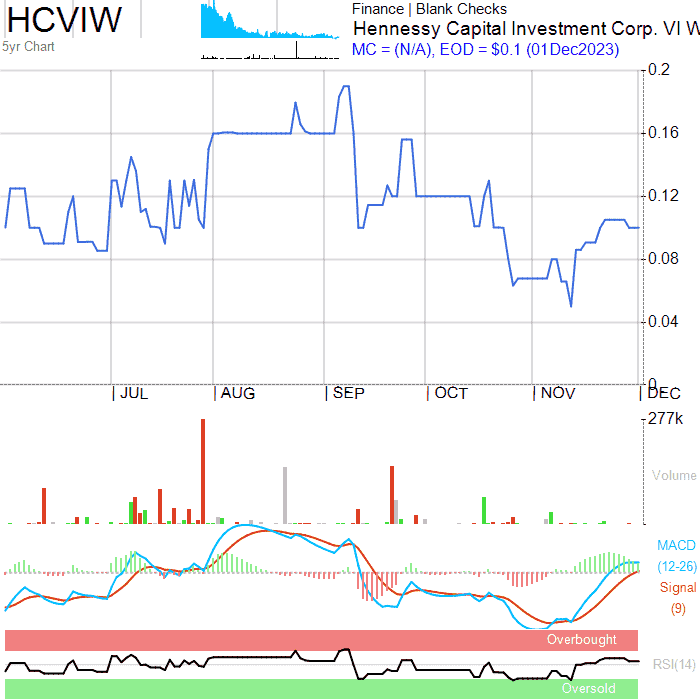 HCVIW
5yr Chart
Finance | Blank Checks
Hennessy Capital Investment Corp. VI W
MC = (N/A), EOD = $0.1 (01Dec2023)
0.2
0.16
0.12
0.08
0.04
0
JUL AUG SEP OCT NOV DEC
277k
Volume
MACD
(12-26)
Signal
(9)
Overbought
RSI(14)
Oversold